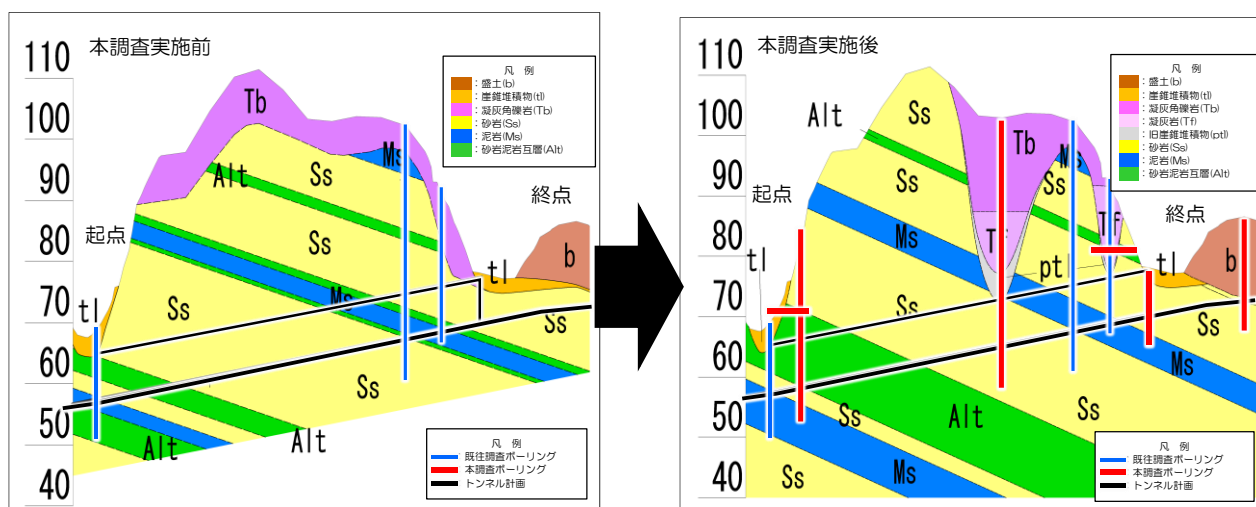 本調査実施前
110
100
90
80
70
60
50
40
凡 例
:盛土(b)
:崖錐堆積物(tl)
:凝灰角礫岩(Tb)
:砂岩(Ss)
:泥岩(Ms)
:砂岩泥岩互層(Alt)
Tb
Ms
Alt
Ss
起点
終点
Ss
tl
b
Ms
tl
Ss
Ss
Ss
Alt
Alt
凡 例
既往調査ボーリング
本調査ボーリング
トンネル計画
本調査実施後
110
100
90
80
70
60
50
40
凡 例
:盛土(b)
:崖錐堆積物(tl)
:凝灰角礫岩(Tb)
:凝灰岩(Tf)
:旧崖錐堆積物(ptl)
:砂岩(Ss)
:泥岩(Ms)
:砂岩泥岩互層(Alt)
Alt
Ss
Tb
Ms
Ss
Ss
起点
終点
Ms
Tf
Tf
tl
ptl
tl
b
Ss
Ss
Ms
Ss
Alt
Ss
Ms
Ss
凡 例
既往調査ボーリング
本調査ボーリング
トンネル計画